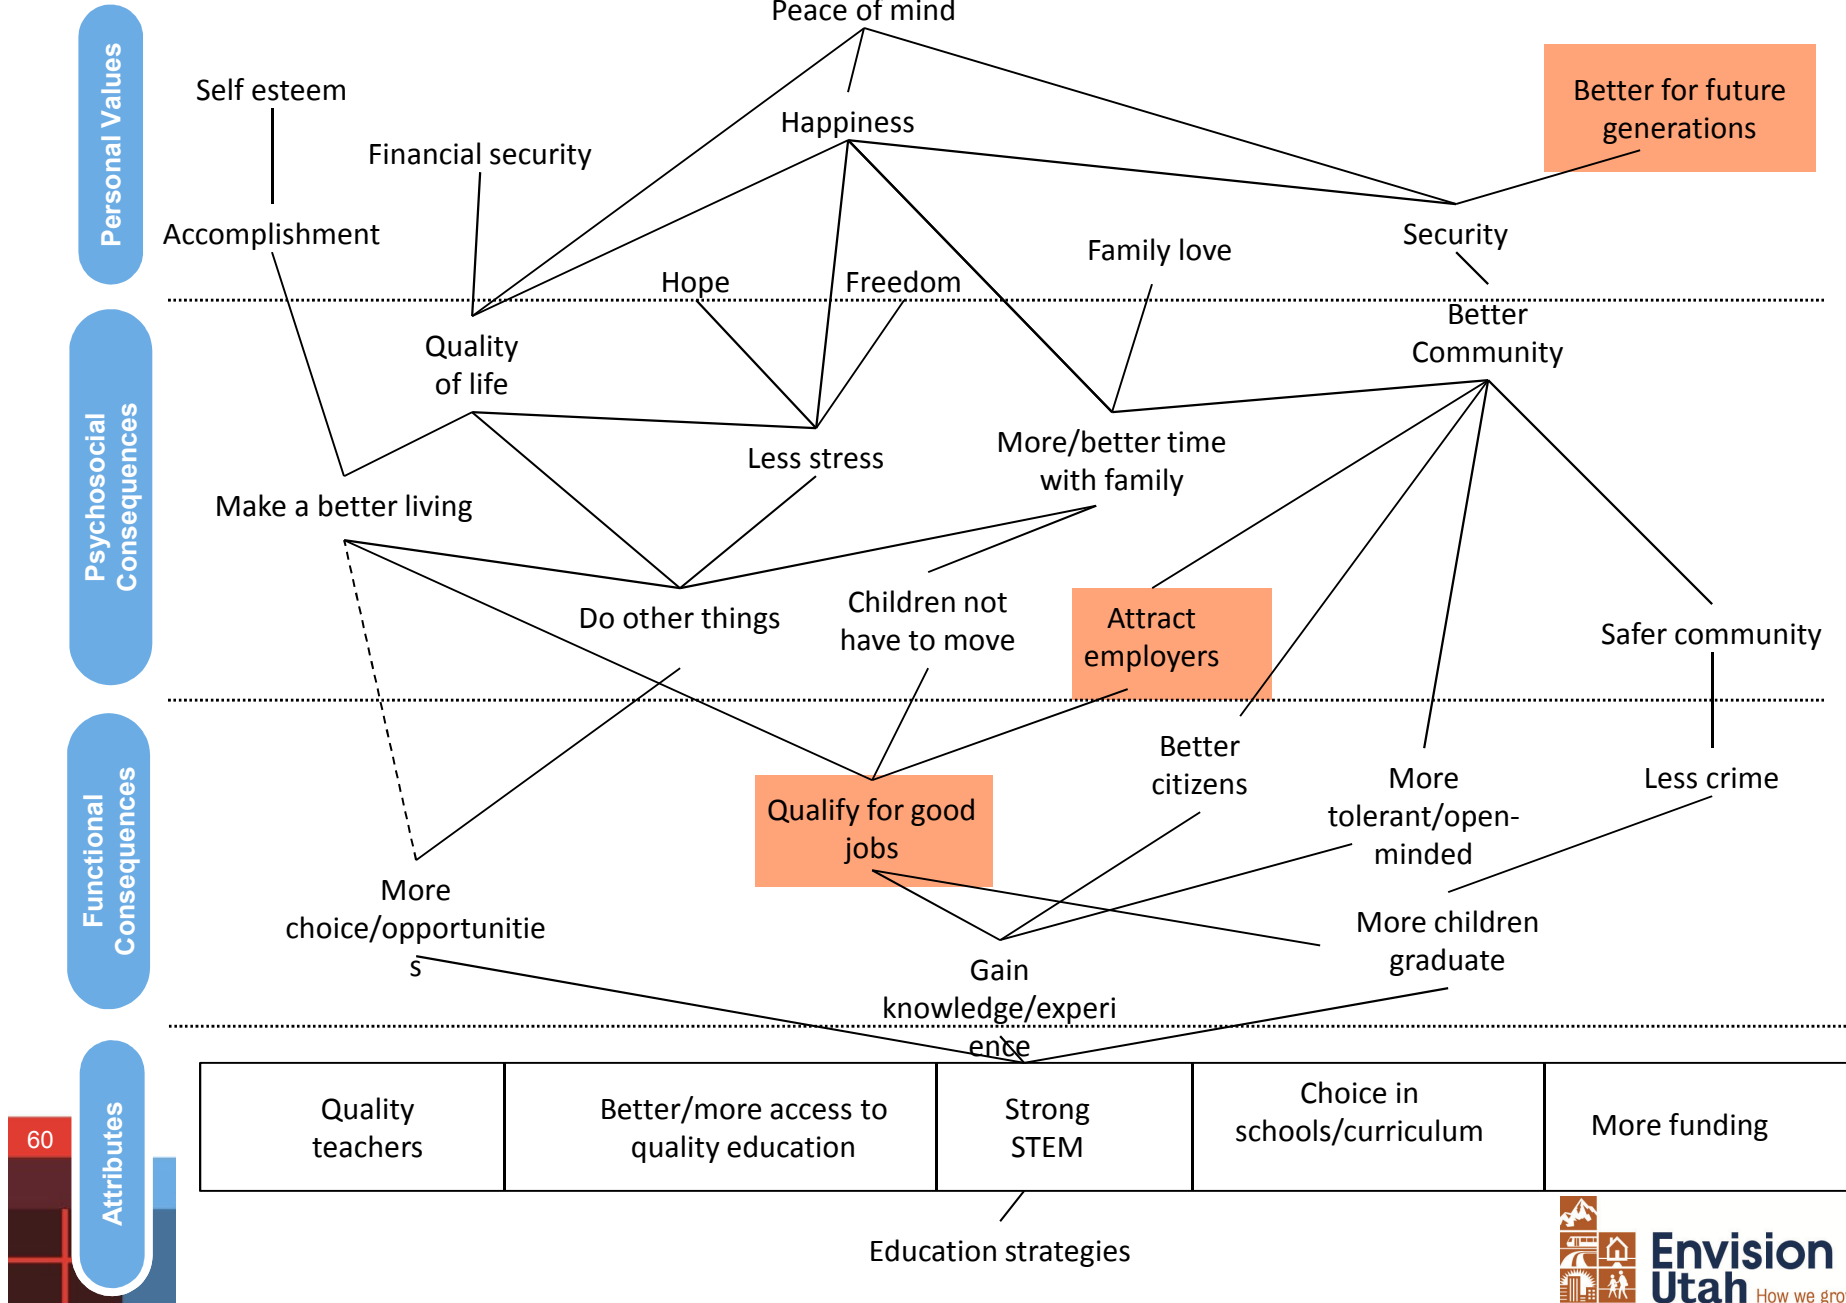 Peace of mind
Personal Values
Self esteem
Better for future
generations
Happiness
Financial security
Accomplishment
Security
Family love
Hope
Freedom
Psychosocial
Consequences
Better
Community
Quality
of life
More/better time
with family
Less stress
Make a better living
Children not
have to move
Do other things
Attract
employers
Safer community
Functional
Consequences
Better
citizens
More
tolerant/open-
minded
Less crime
Qualify for good
jobs
More
choice/opportunitie
s
More children
graduate
Gain
knowledge/experi
ence
Attributes
Quality
teachers
Better/more access to
quality education
Strong
STEM
Choice in
schools/curriculum
More funding
60
Education strategies
Envision
Utah How we gro